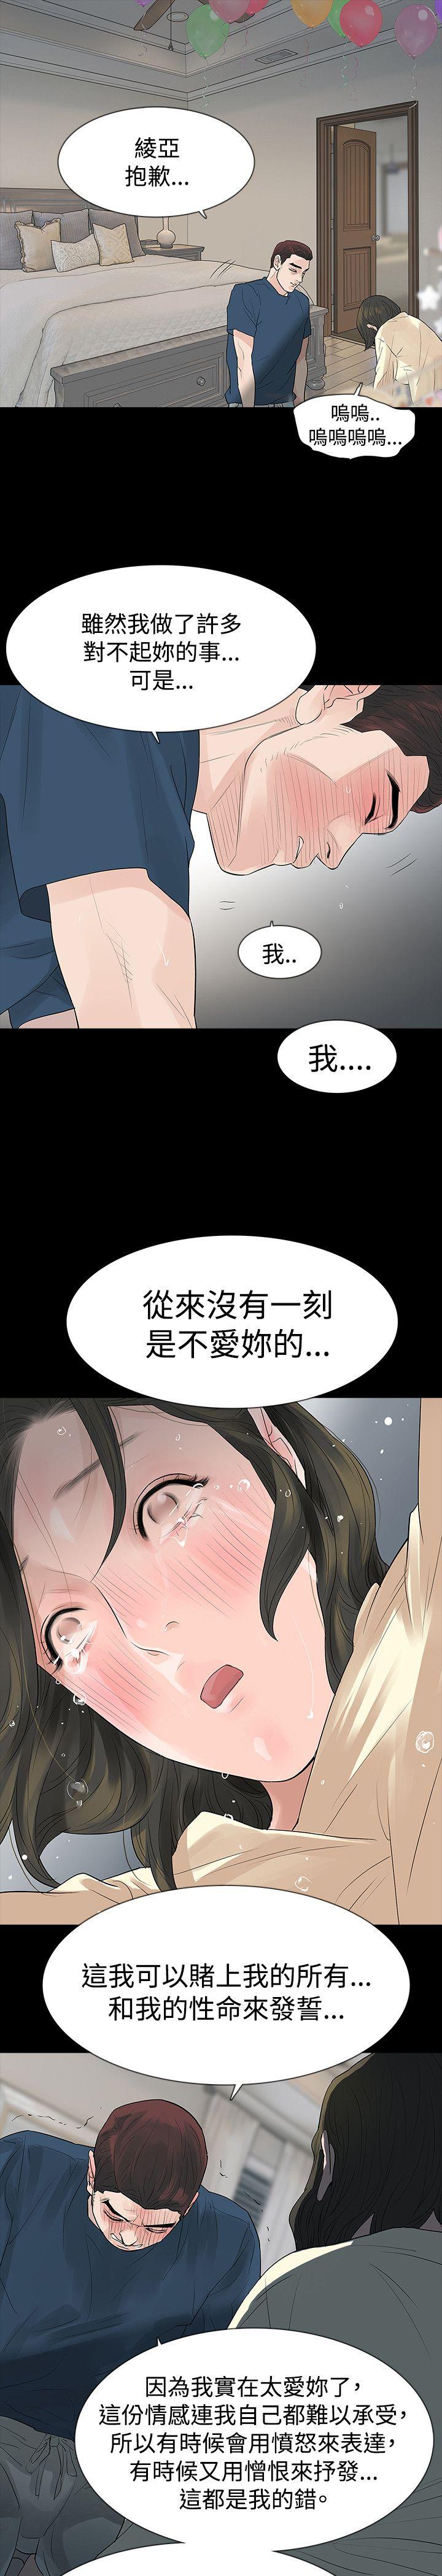 綾亞
抱歉...
嗚嗚..
嗚嗚嗚嗚...
雖然我做了許多
對不起妳的事...
可是...
我..
我....
從來沒有一刻
是不愛妳的...
這我可以賭上我的所有...
和我的性命來發誓...
因為我實在太愛妳了，
這份情感連我自己都難以承受，
所以有時候會用憤怒來表達，
有時候又用憎恨來抒發...
這都是我的錯。